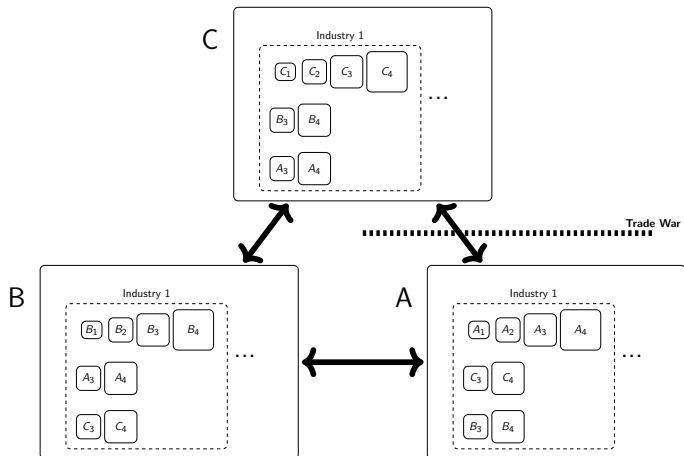 C
Industry 1
C₁ C₂ C₃ C₄
...
B₃ B₄
A₃ A₄
Trade War
B
Industry 1
B₁ B₂ B₃ B₄
...
A₃ A₄
C₃ C₄
A
Industry 1
A₁ A₂ A₃ A₄
...
C₃ C₄
B₃ B₄